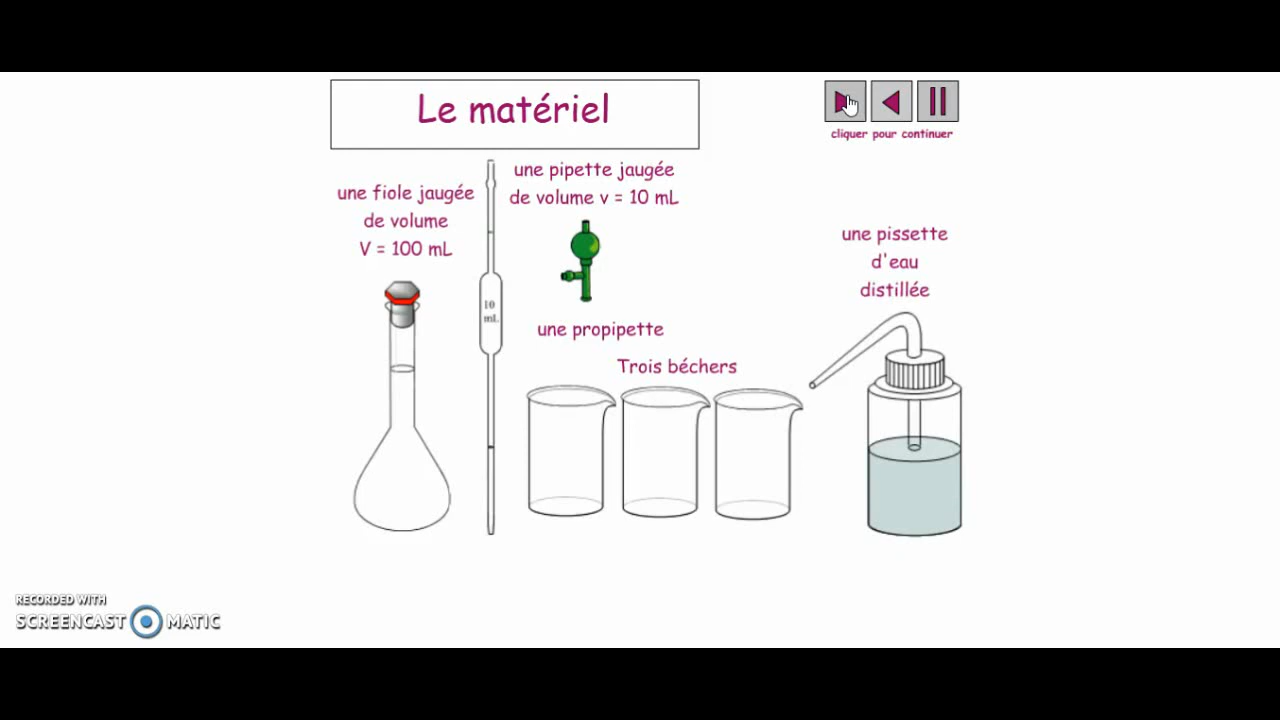 Le matériel
cliquer pour continuer
une fiole jaugée
de volume
V = 100 mL
une pipette jaugée
de volume v = 10 mL
10
mL
une propipette
Trois béchers
une pissette
d'eau
distillée
RECORDED WITH
SCREENCAST MATIC